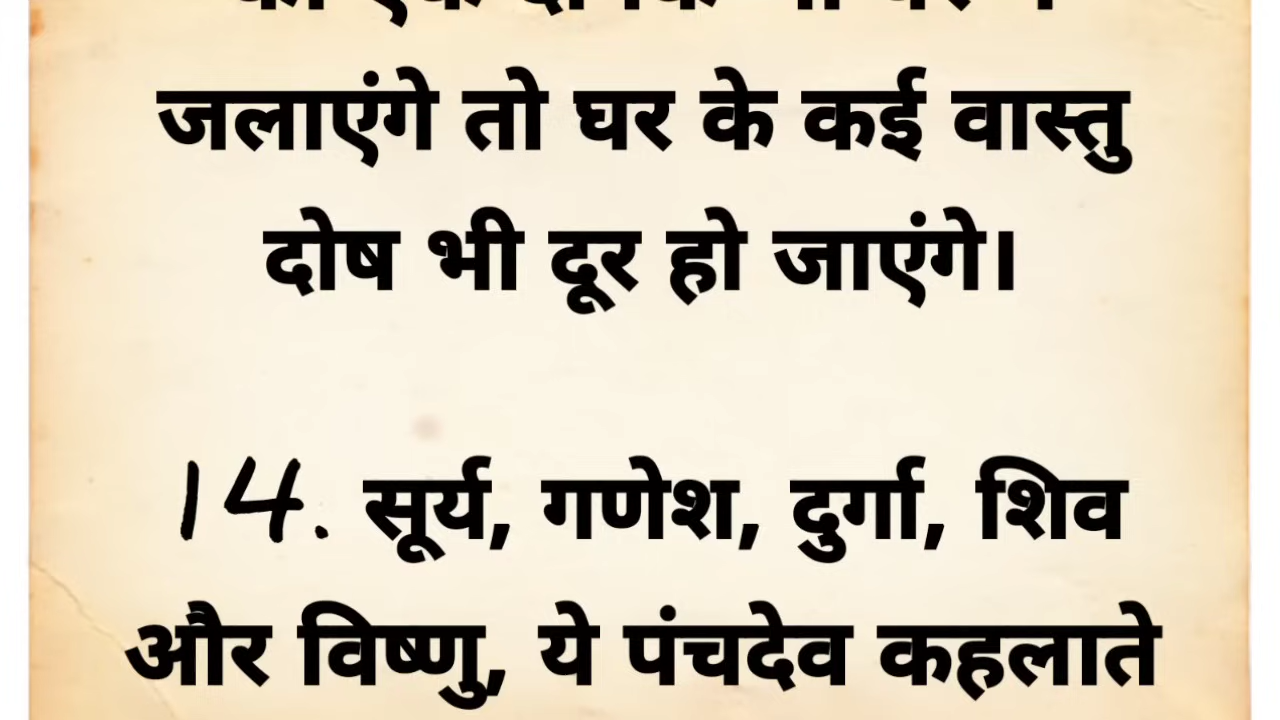 जलाएंगे तो घर के कई वास्तु
दोष भी दूर हो जाएंगे।
14. सूर्य, गणेश, दुर्गा, शिव
और विष्णु, ये पंचदेव कहलाते